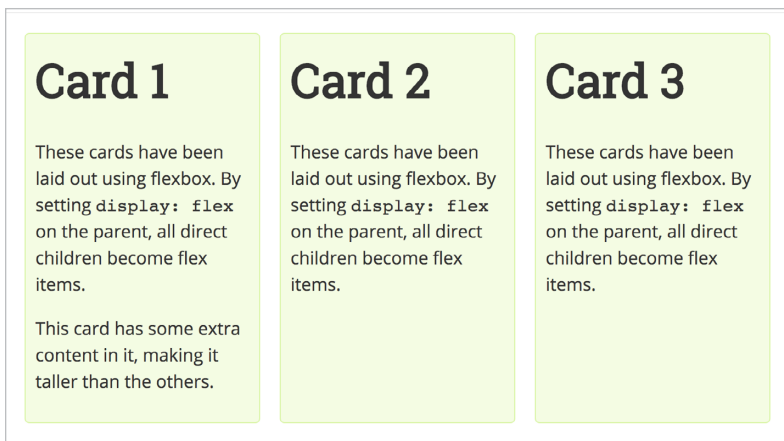 Card 1
These cards have been
laid out using flexbox. By
setting display: flex
on the parent, all direct
children become flex
items.
This card has some extra
content in it, making it
taller than the others.
Card 2
These cards have been
laid out using flexbox. By
setting display: flex
on the parent, all direct
children become flex
items.
Card 3
These cards have been
laid out using flexbox. By
setting display: flex
on the parent, all direct
children become flex
items.